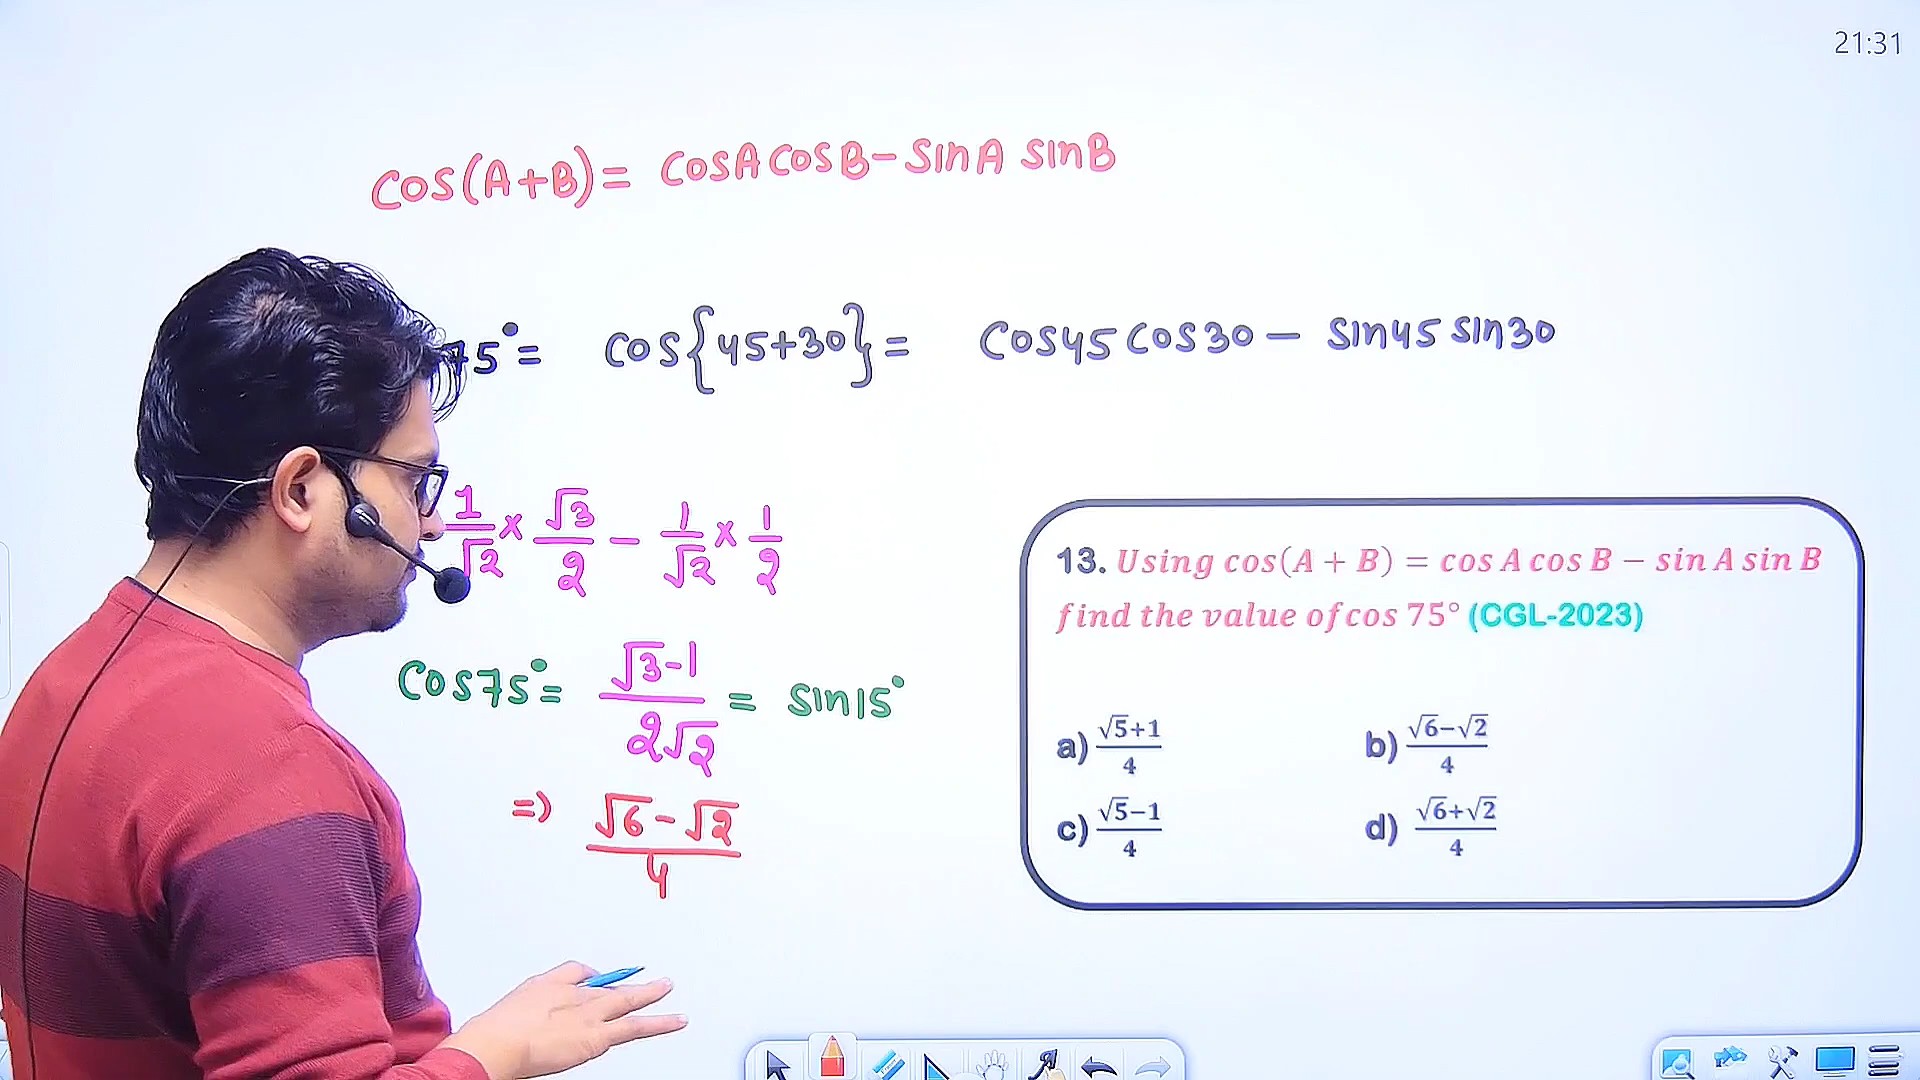 21:31
cos(A+B)= cosA cosB-sinA sinB
75°= cos{45+30}= cos45 cos30 - sin45 sin30
1/√2 × √3/2 - 1/√2 × 1/2
cos75°= √3-1/2√2 = sin15°
=) √6-√2/4
13. Using cos(A + B) = cos A cos B - sin A sin B
find the value of cos 75° (CGL-2023)
a) √5+1/4 b) √6-√2/4
c) √5-1/4 d) √6+√2/4